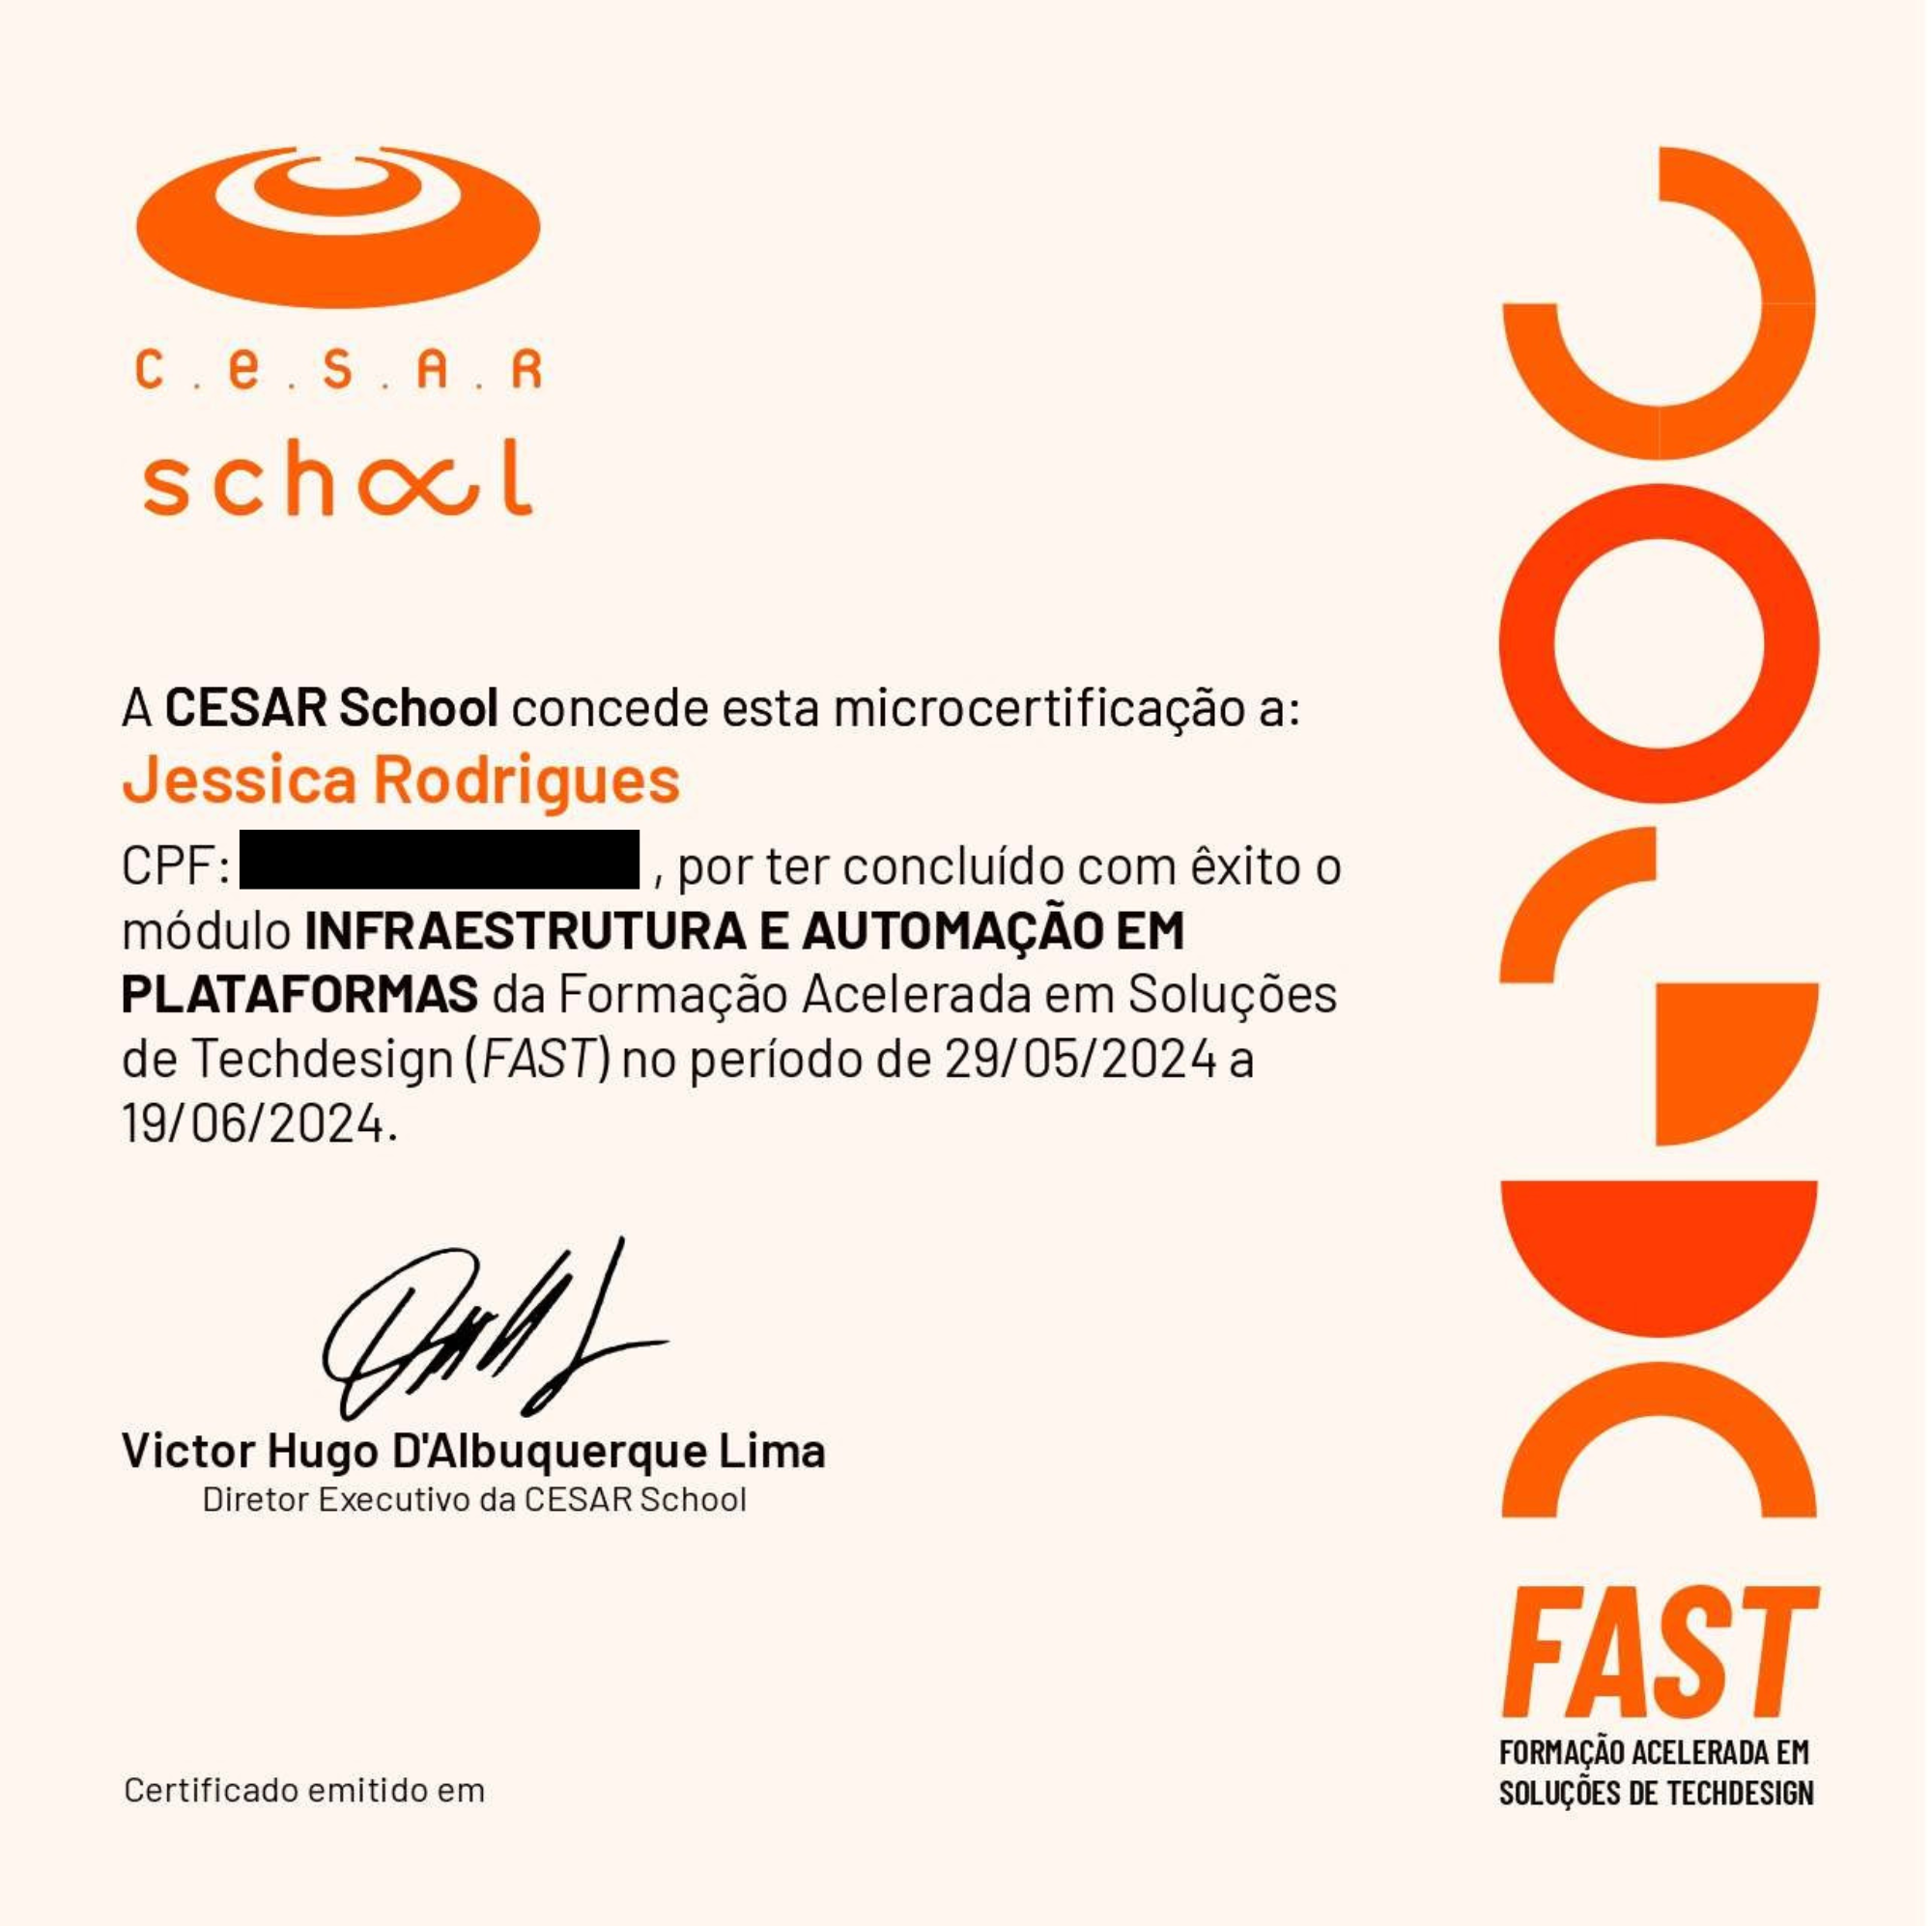 C.e.S.A.R
school
A CESAR School concede esta microcertificação a:
Jessica Rodrigues
CPF: , por ter concluído com êxito o
módulo INFRAESTRUTURA E AUTOMAÇÃO EM
PLATAFORMAS da Formação Acelerada em Soluções
de Techdesign (FAST) no período de 29/05/2024 a
19/06/2024.
Victor Hugo D'Albuquerque Lima
Diretor Executivo da CESAR School
Certificado emitido em
FAST
FORMAÇÃO ACELERADA EM
SOLUÇÕES DE TECHDESIGN